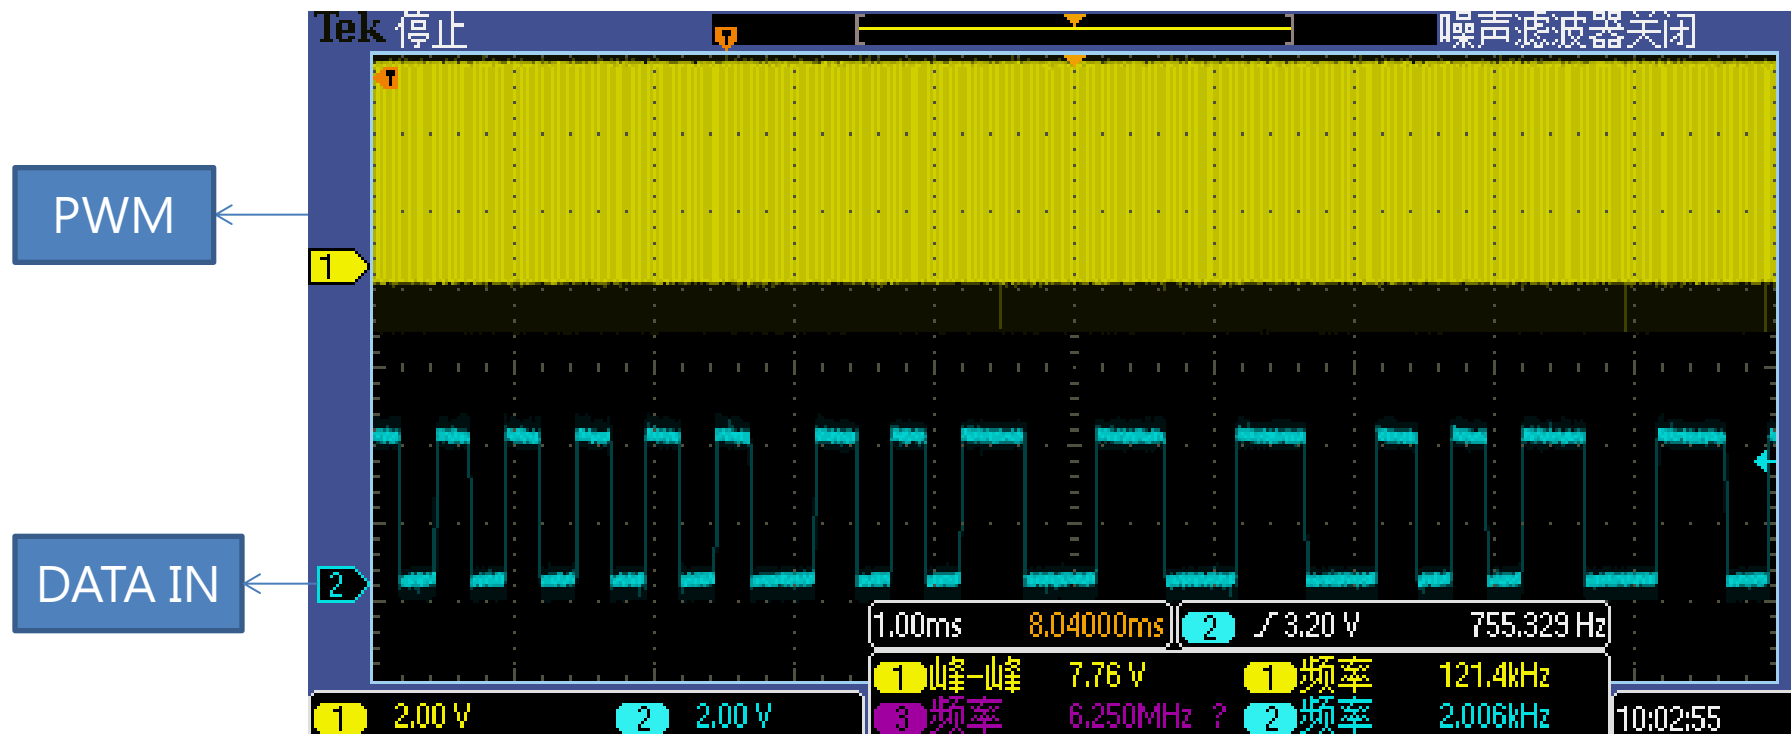 Tek 停止
T
噪声滤波器关闭
T
PWM
1
DATA IN
2
1.00ms 8.04000ms
2 3.20 V 755.329 Hz
1 峰-峰 7.76 V
1 频率 121.4kHz
3 频率 6.250MHz ?
2 频率 2.006kHz
1 2.00 V
2 2.00 V
10:02:55